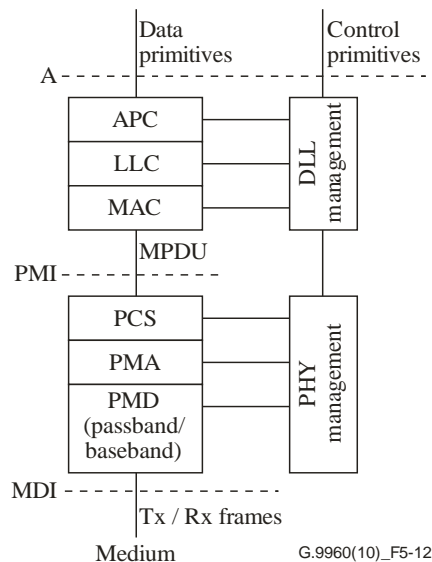 Data
primitives
Control
primitives
A
APC
LLC
MAC
DLL
management
MPDU
PMI
PCS
PMA
PMD
(passband/
baseband)
PHY
management
MDI
Tx / Rx frames
Medium
G.9960(10)_F5-12